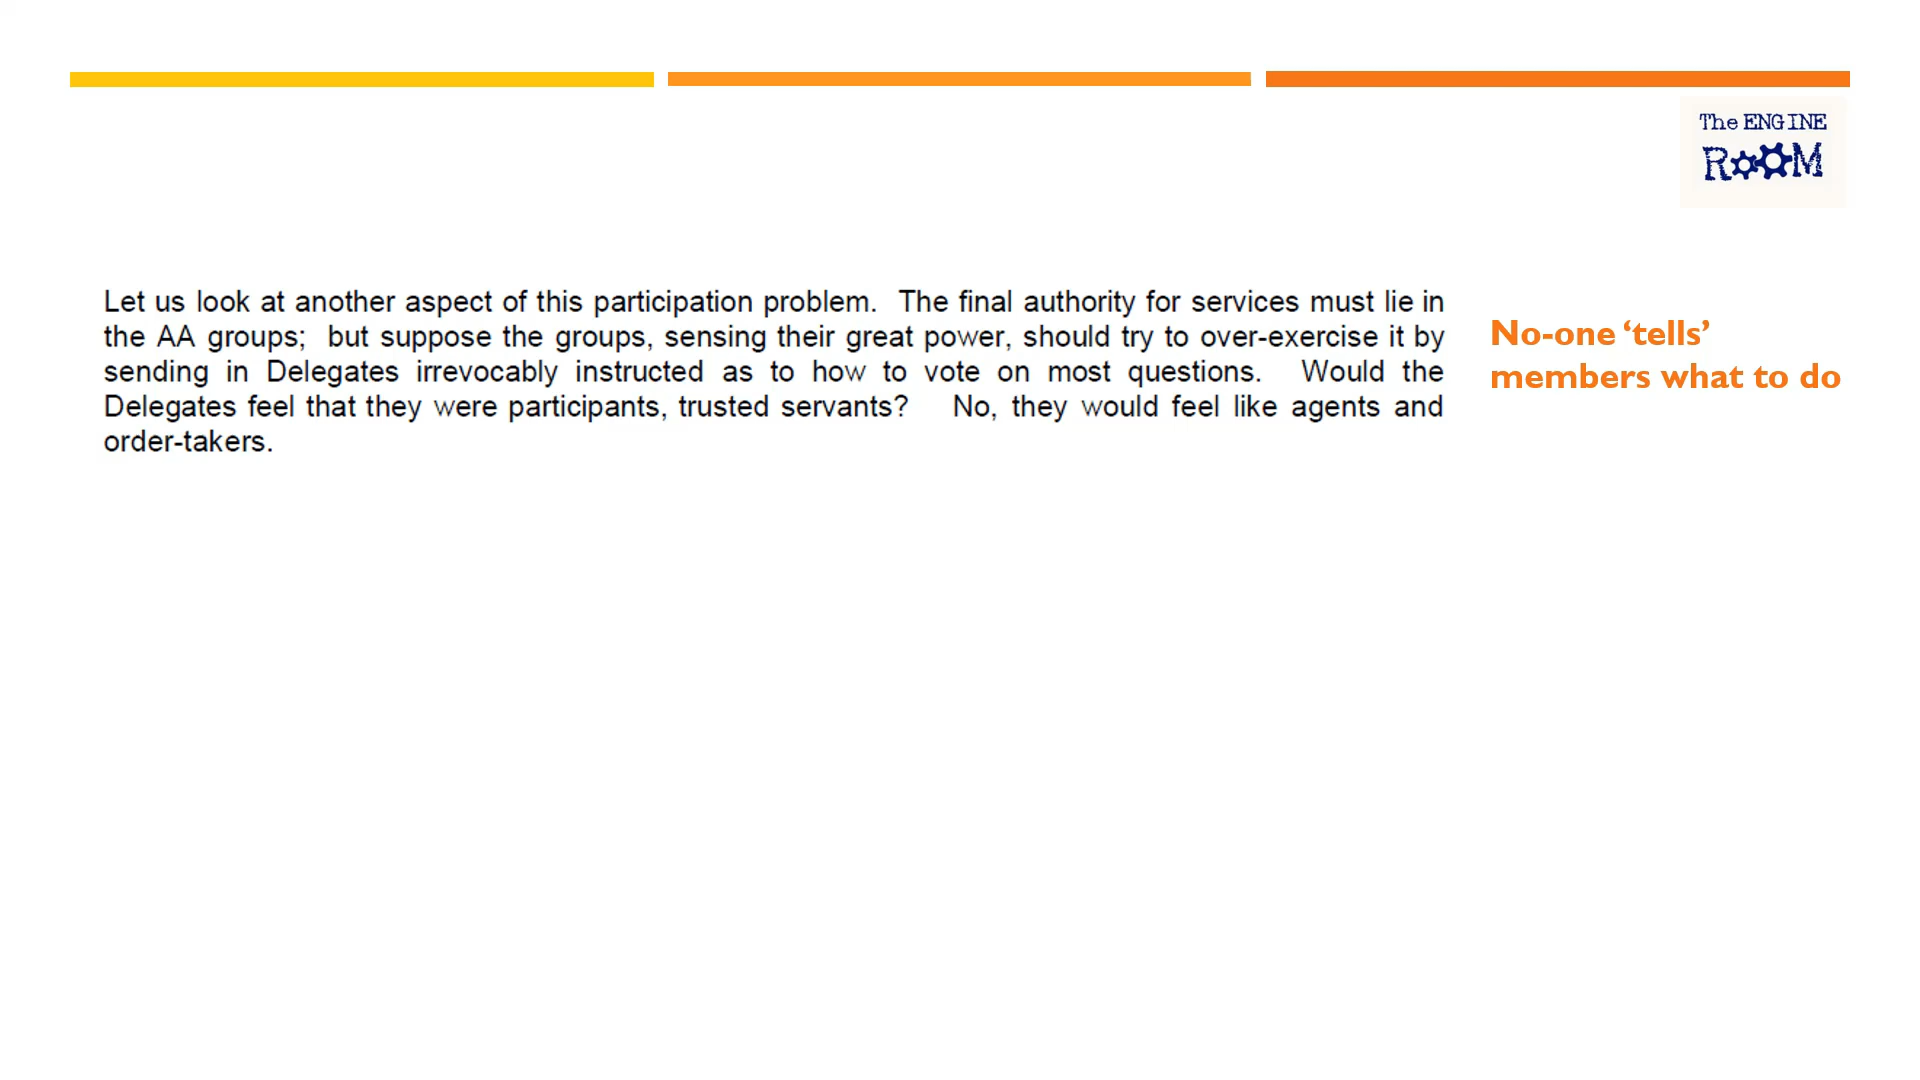 The ENGINE
ROOM
Let us look at another aspect of this participation problem.  The final authority for services must lie in
the AA groups;  but suppose the groups, sensing their great power, should try to over-exercise it by
sending in Delegates irrevocably instructed as to how to vote on most questions.  Would the
Delegates feel that they were participants, trusted servants?   No, they would feel like agents and
order-takers.
No-one ‘tells’
members what to do